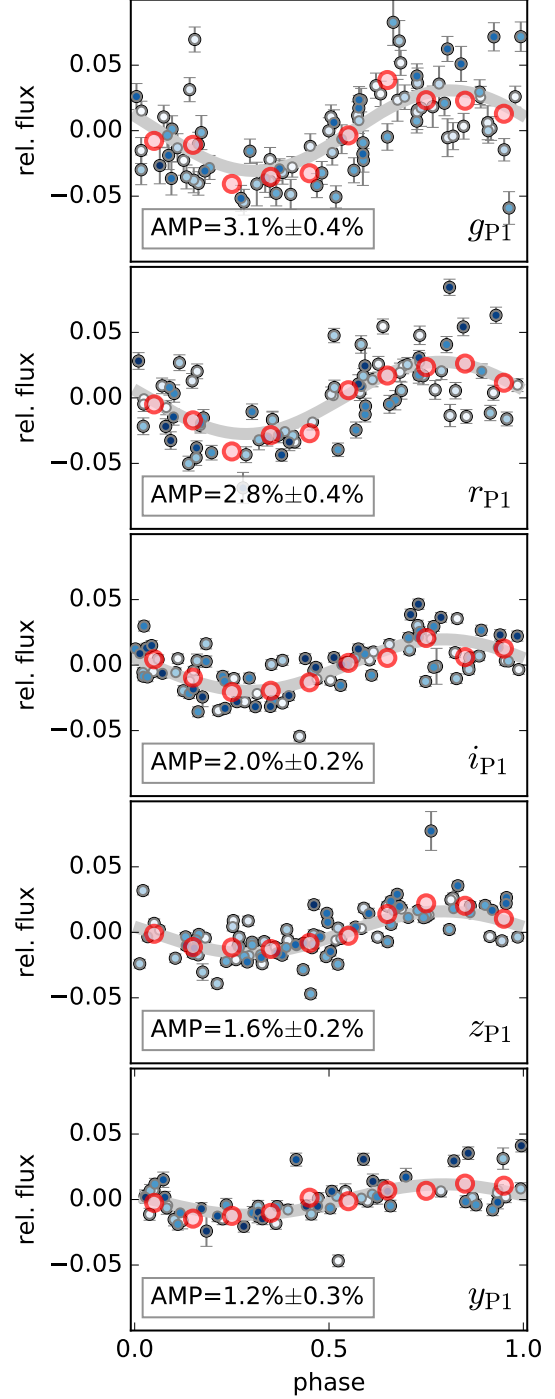 rel. flux
0.05
0.00
−0.05
AMP=3.1%±0.4%
gP1
rel. flux
0.05
0.00
−0.05
AMP=2.8%±0.4%
rP1
rel. flux
0.05
0.00
−0.05
AMP=2.0%±0.2%
iP1
rel. flux
0.05
0.00
−0.05
AMP=1.6%±0.2%
zP1
rel. flux
0.05
0.00
−0.05
AMP=1.2%±0.3%
yP1
0.0 0.5 1.0
phase